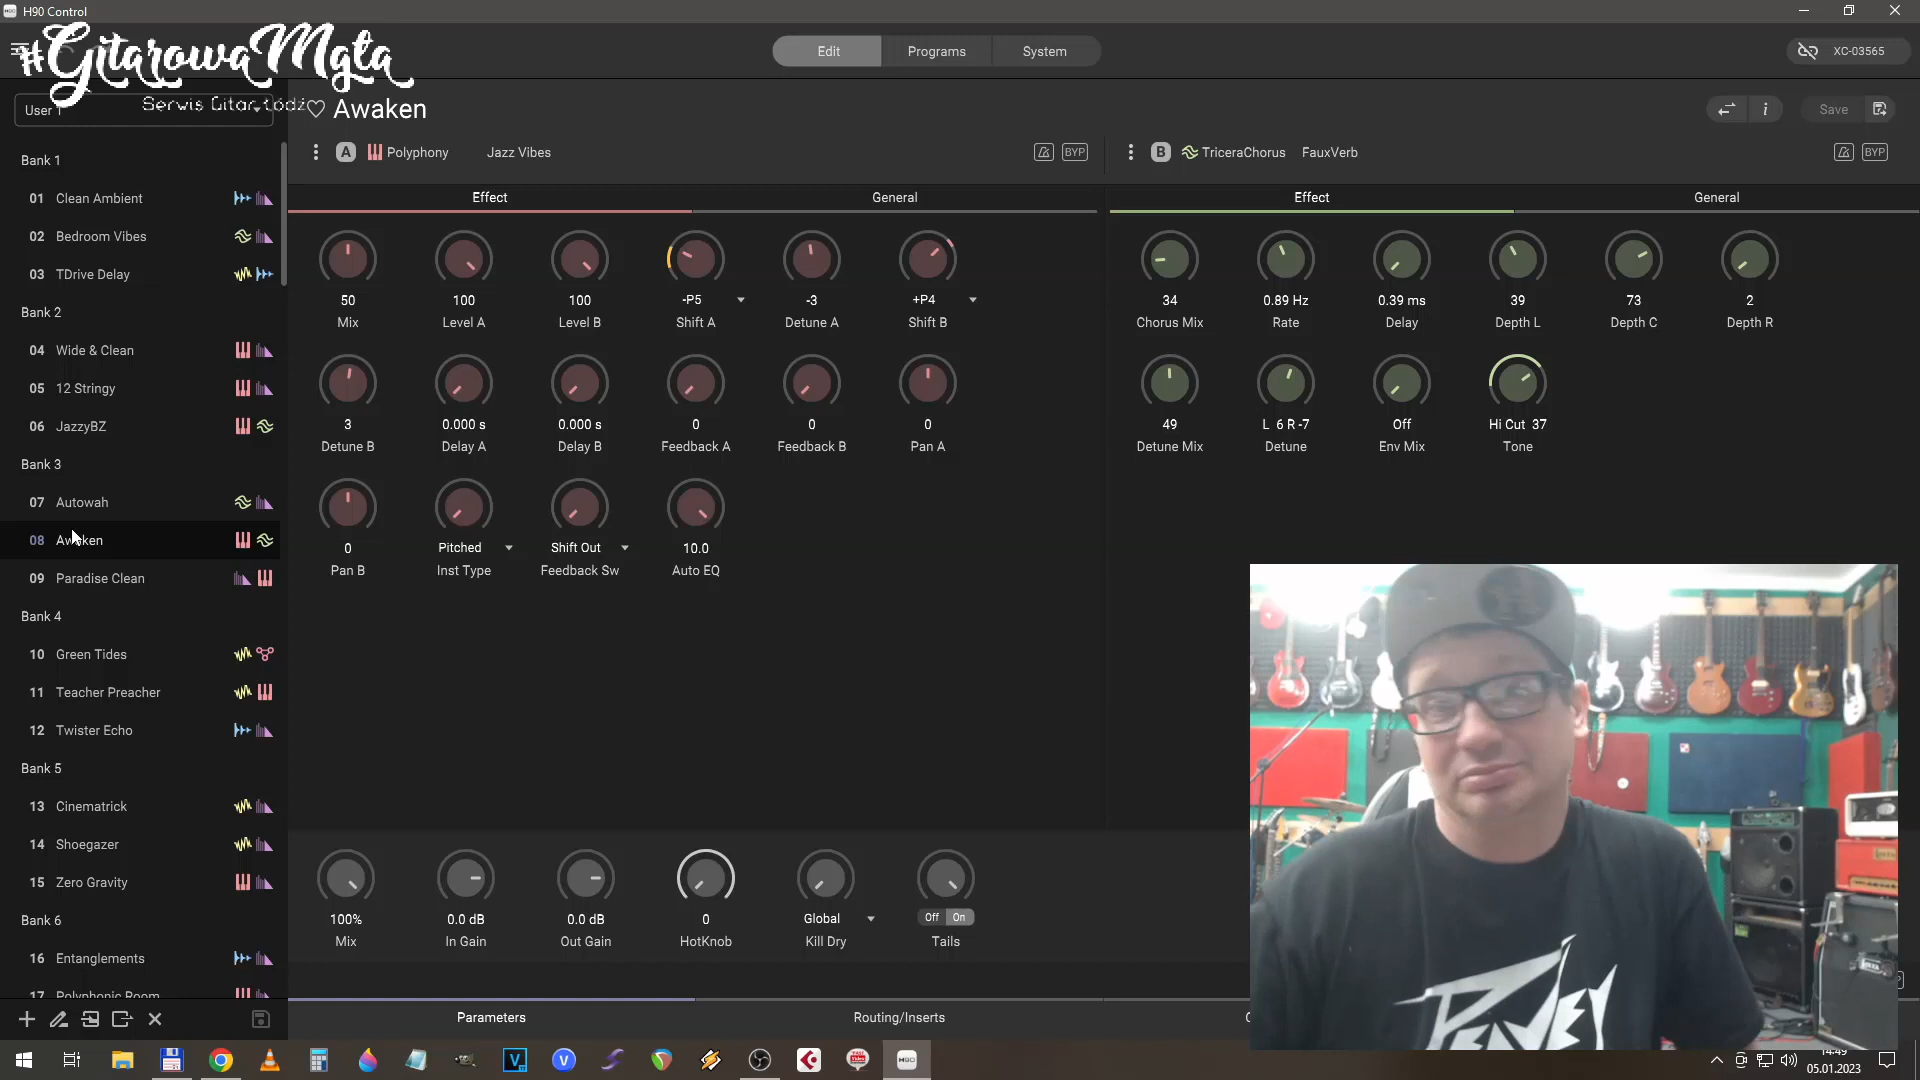 H90 Control
#GitarowaMgła
Serwis Gitar Łódź
Edit
Programs
System
XC-03565
User 1
Awaken
Save
A
Polyphony
Jazz Vibes
BYP
B
TriceraChorus
FauxVerb
BYP
Effect
General
Effect
General
Bank 1
01 Clean Ambient
02 Bedroom Vibes
03 TDrive Delay
Bank 2
04 Wide & Clean
05 12 Stringy
06 JazzyBZ
Bank 3
07 Autowah
08 Awaken
09 Paradise Clean
Bank 4
10 Green Tides
11 Teacher Preacher
12 Twister Echo
Bank 5
13 Cinematrick
14 Shoegazer
15 Zero Gravity
Bank 6
16 Entanglements
17 Polyphonic Room
50 100 100 -P5 -3 +P4
Mix Level A Level B Shift A Detune A Shift B
3 0.000 s 0.000 s 0 0 0
Detune B Delay A Delay B Feedback A Feedback B Pan A
0 Pitched Shift Out 10.0
Pan B Inst Type Feedback Sw Auto EQ
34 0.89 Hz 0.39 ms 39 73 2
Chorus Mix Rate Delay Depth L Depth C Depth R
49 L 6 R -7 Off Hi Cut 37
Detune Mix Detune Env Mix Tone
100% 0.0 dB 0.0 dB 0 Global Off On
Mix In Gain Out Gain HotKnob Kill Dry Tails
Parameters
Routing/Inserts
PEAVEY
H90
14:49
05.01.2023